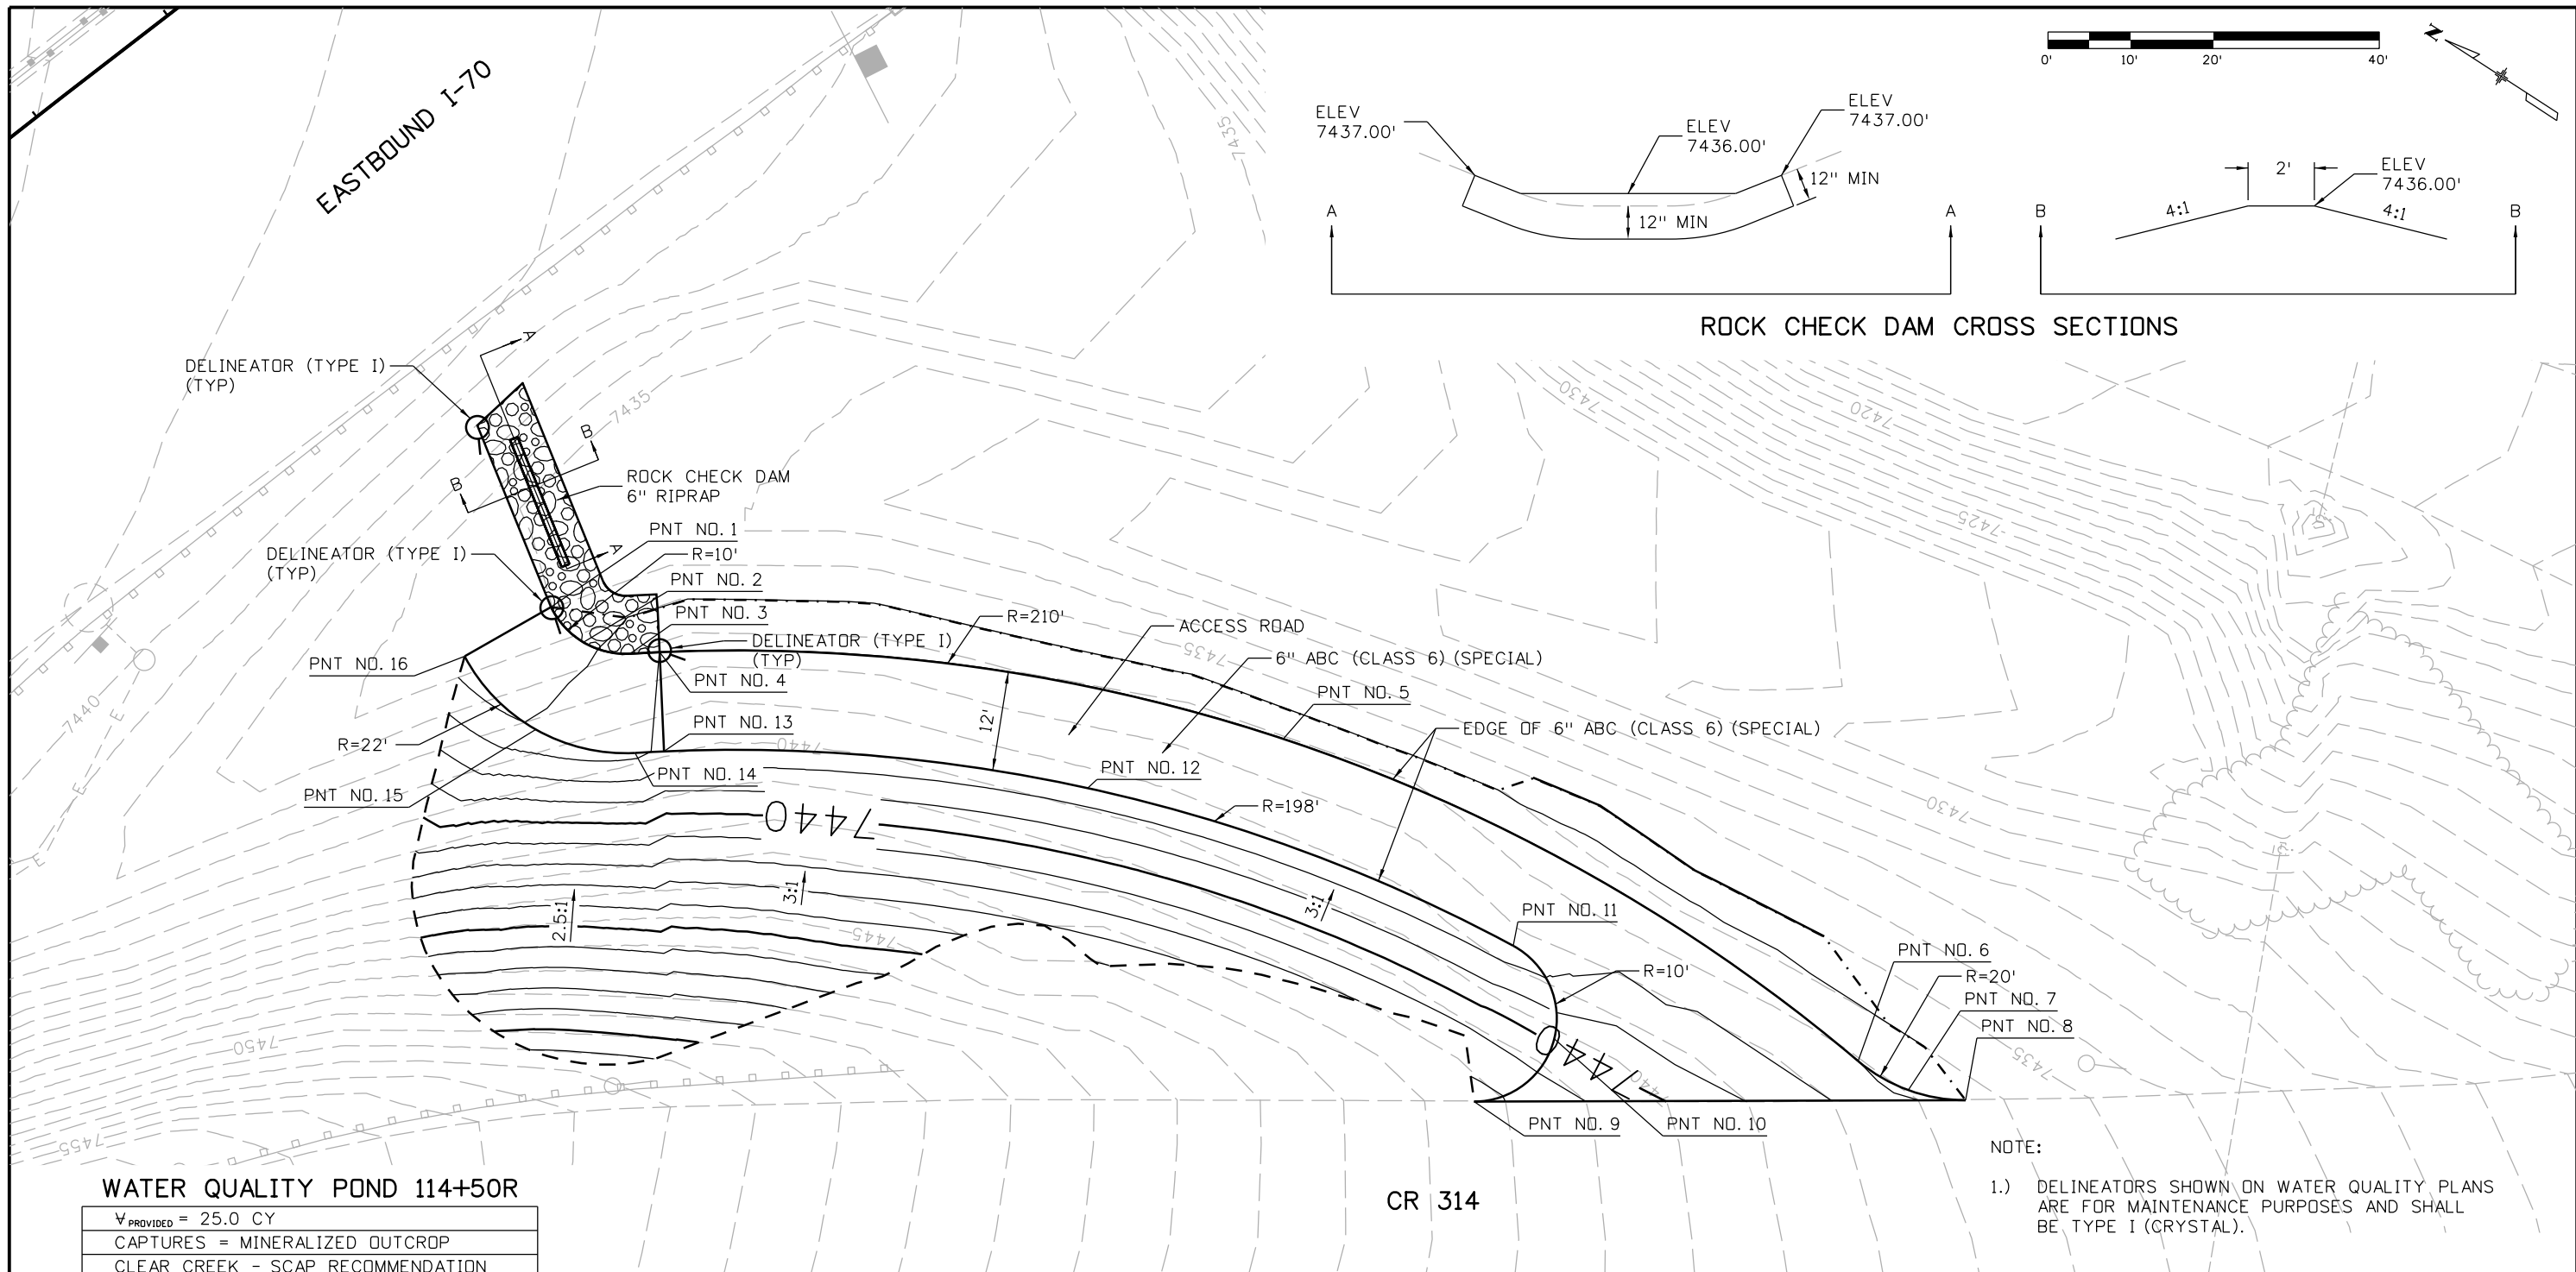 EASTBOUND I-70
0' 10' 20' 40'
N
ELEV
7437.00'
ELEV
7436.00'
ELEV
7437.00'
12" MIN
12" MIN
A A
2'
ELEV
7436.00'
4:1 4:1
B B
ROCK CHECK DAM CROSS SECTIONS
7435
7430
7420
7425
7435
DELINEATOR (TYPE I)
(TYP)
A
B
B
ROCK CHECK DAM
6" RIPRAP
PNT NO. 1
A
R=10'
DELINEATOR (TYPE I)
(TYP)
PNT NO. 2
PNT NO. 3
DELINEATOR (TYPE I)
(TYP)
PNT NO. 4
R=210'
ACCESS ROAD
7435
6" ABC (CLASS 6) (SPECIAL)
PNT NO. 5
PNT NO. 16
7440
E
E
E
PNT NO. 13
12'
EDGE OF 6" ABC (CLASS 6) (SPECIAL)
R=22'
7440
PNT NO. 14
PNT NO. 12
PNT NO. 15
R=198'
7440
7430
3:1
2.5:1
3:1
7445
PNT NO. 11
PNT NO. 6
R=10'
R=20'
PNT NO. 7
PNT NO. 8
7450
7440
7440
7435
PNT NO. 9
PNT NO. 10
7455
NOTE:
1.) DELINEATORS SHOWN ON WATER QUALITY PLANS
ARE FOR MAINTENANCE PURPOSES AND SHALL
BE TYPE I (CRYSTAL).
CR 314
WATER QUALITY POND 114+50R
V PROVIDED = 25.0 CY
CAPTURES = MINERALIZED OUTCROP
CLEAR CREEK - SCAP RECOMMENDATION